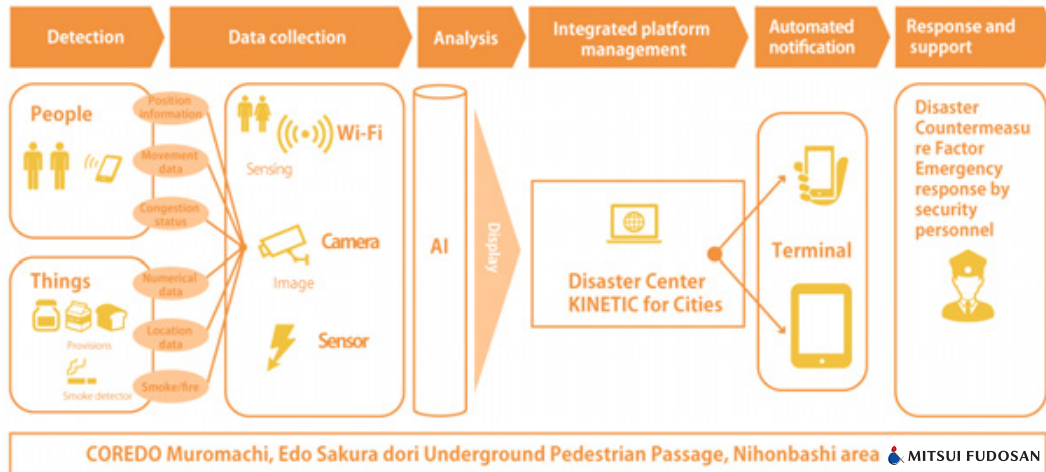 Detection
Data collection
Analysis
Integrated platform
management
Automated
notification
Response and
support
People
Position
information
Movement
data
Congestion
status
Things
Provisions
Smoke detector
Numerical
data
Location
data
Smoke/fire
Wi-Fi
Sensing
Camera
Image
Sensor
AI
Display
Disaster Center
KINETIC for Cities
Terminal
Disaster
Countermeasu
re Factor
Emergency
response by
security
personnel
COREDO Muromachi, Edo Sakura dori Underground Pedestrian Passage, Nihonbashi area
MITSUI FUDOSAN